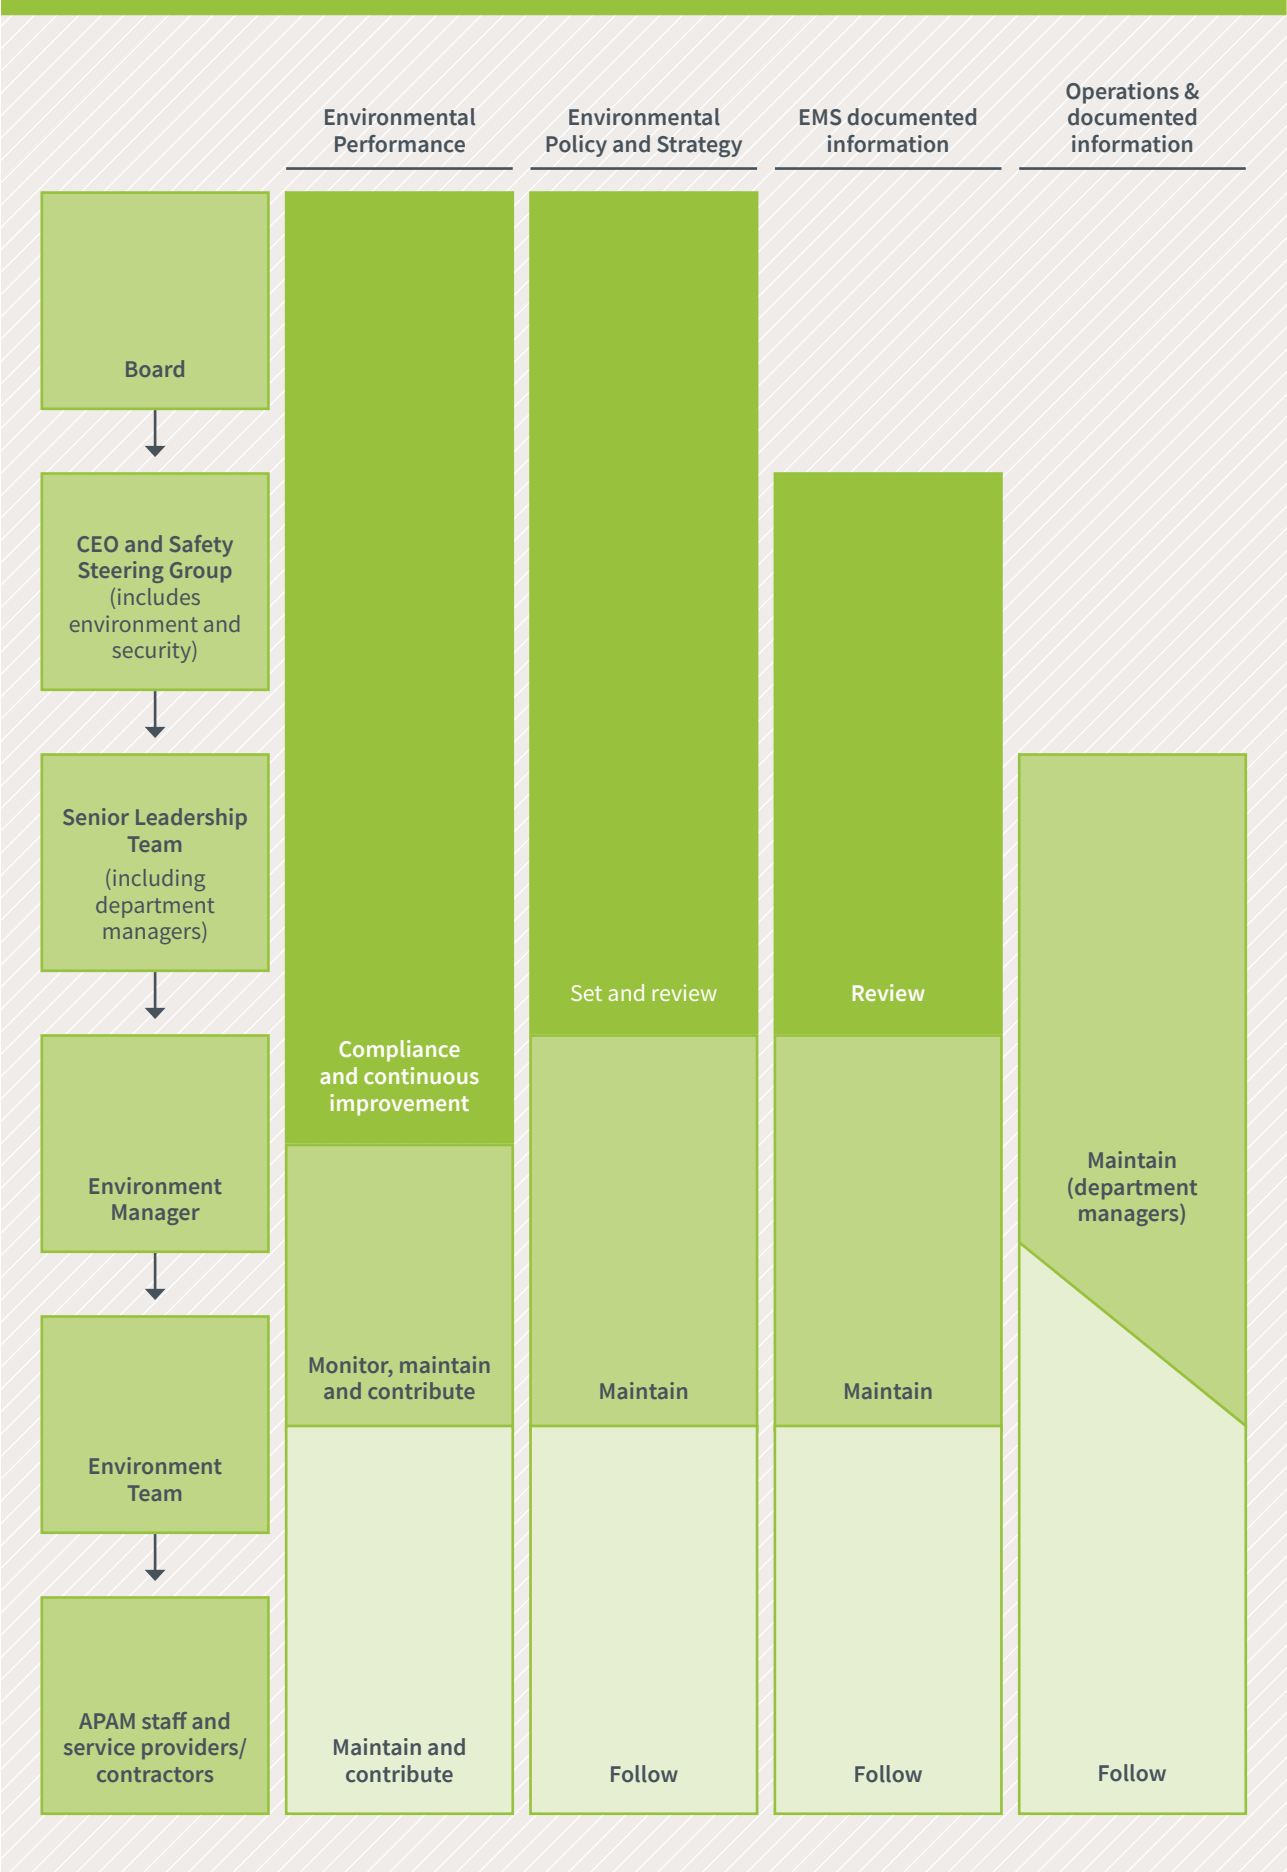 Environmental
Performance
Environmental
Policy and Strategy
EMS documented
information
Operations &
documented
information
Board
CEO and Safety
Steering Group
(includes
environment and
security)
Senior Leadership
Team
(including
department
managers)
Set and review
Review
Compliance
and continuous
improvement
Environment
Manager
Maintain
(department
managers)
Monitor, maintain
and contribute
Maintain
Maintain
Environment
Team
APAM staff and
service providers/
contractors
Maintain and
contribute
Follow
Follow
Follow